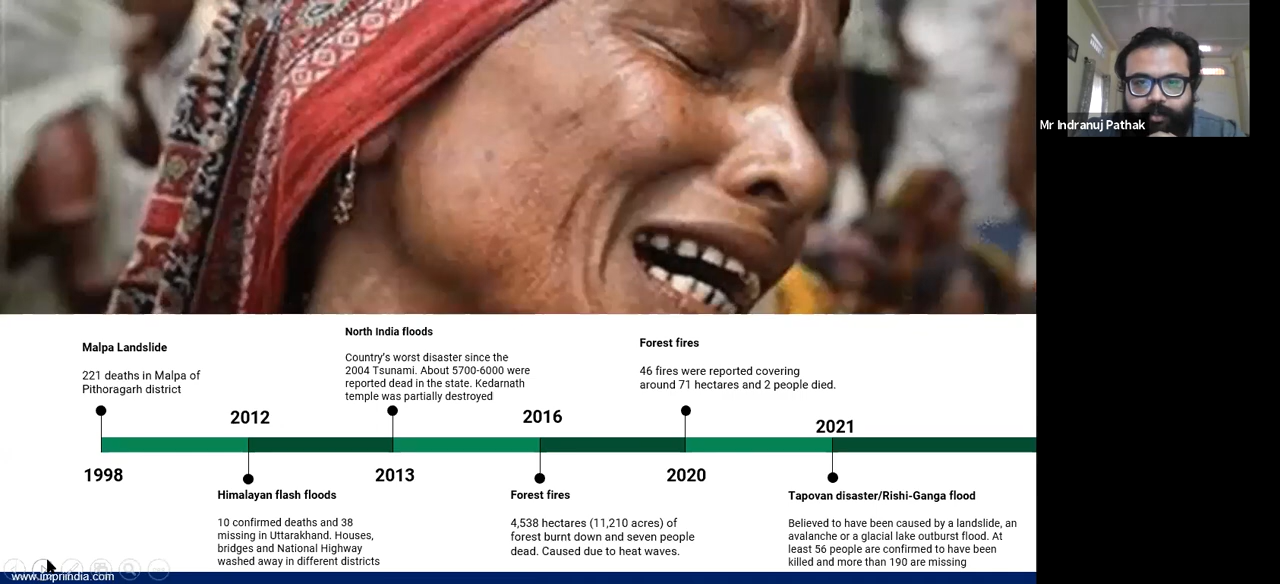 Mr Indranuj Pathak
Malpa Landslide
221 deaths in Malpa of
Pithoragarh district
1998
2012
Himalayan flash floods
10 confirmed deaths and 38
missing in Uttarakhand. Houses,
bridges and National Highway
washed away in different districts
North India floods
Country's worst disaster since the
2004 Tsunami. About 5700-6000 were
reported dead in the state. Kedarnath
temple was partially destroyed
2013
2016
Forest fires
4,538 hectares (11,210 acres) of
forest burnt down and seven people
dead. Caused due to heat waves.
Forest fires
46 fires were reported covering
around 71 hectares and 2 people died.
2020
2021
Tapovan disaster/Rishi-Ganga flood
Believed to have been caused by a landslide, an
avalanche or a glacial lake outburst flood. At
least 56 people are confirmed to have been
killed and more than 190 are missing
www.impriindia.com